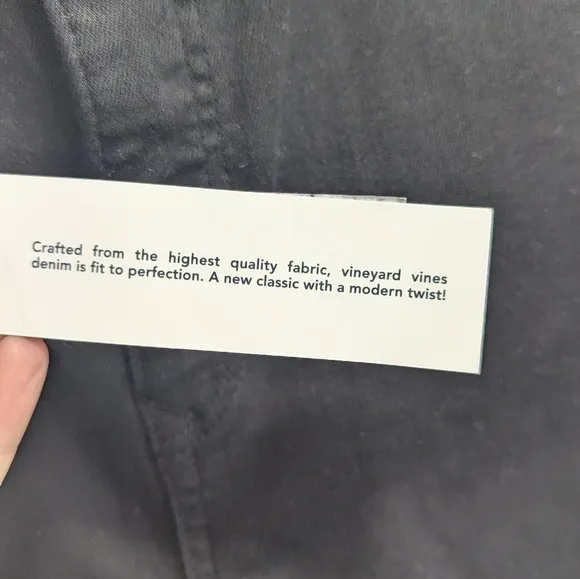 Crafted from the highest quality fabric, vineyard vines
denim is fit to perfection. A new classic with a modern twist!